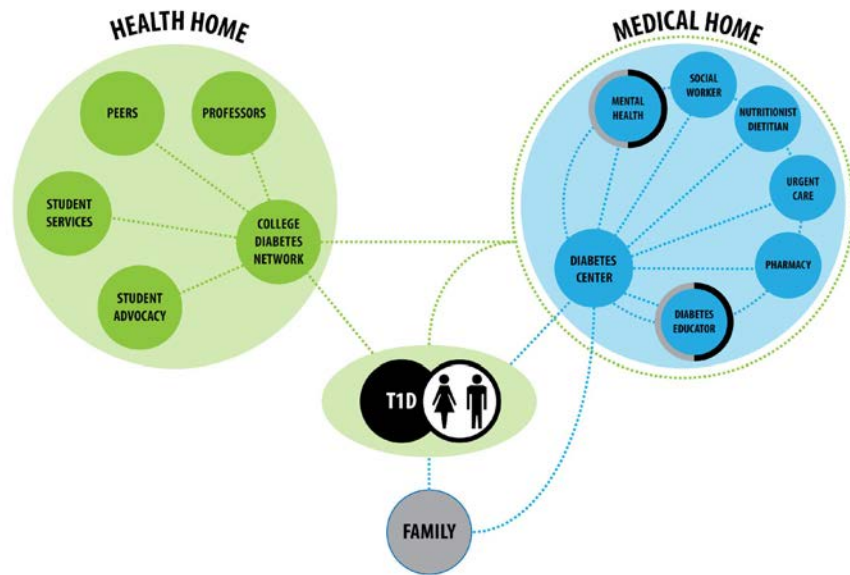 HEALTH HOME
PEERS
PROFESSORS
STUDENT
SERVICES
COLLEGE
DIABETES
NETWORK
STUDENT
ADVOCACY
MEDICAL HOME
MENTAL
HEALTH
SOCIAL
WORKER
NUTRITIONIST
DIETITIAN
URGENT
CARE
PHARMACY
DIABETES
CENTER
DIABETES
EDUCATOR
T1D
FAMILY